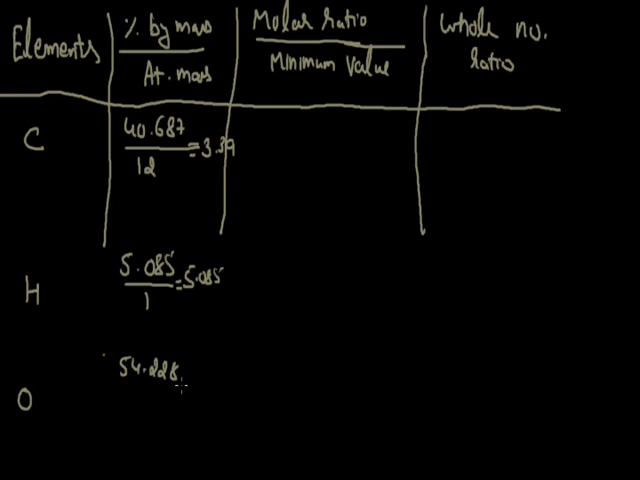 Elements
% by mass
At. mass
Molar ratio
Minimum value
Whole no.
ratio
C
40.687
12
=3.39
H
5.085
1
=5.085
O
54.228